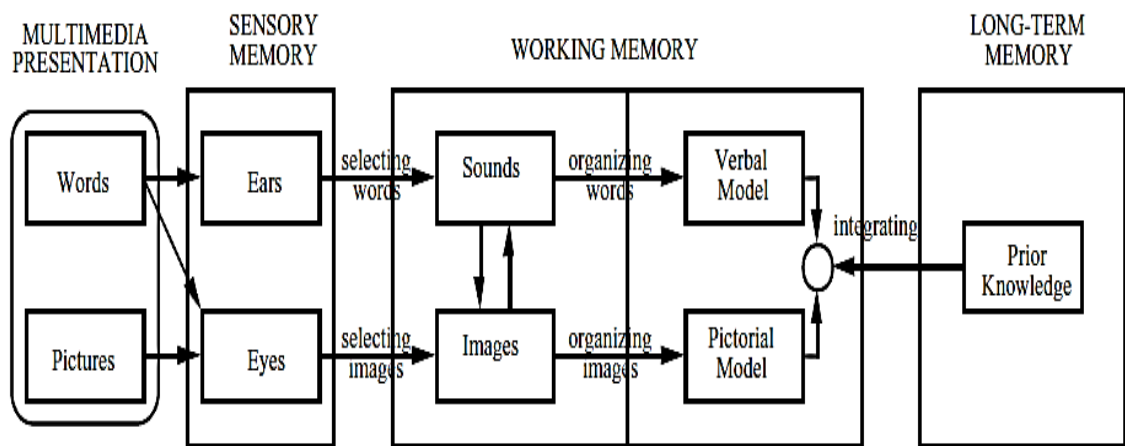 MULTIMEDIA
PRESENTATION
SENSORY
MEMORY
WORKING MEMORY
LONG-TERM
MEMORY
Words
Ears
selecting
words
Sounds
organizing
words
Verbal
Model
integrating
Prior
Knowledge
Pictures
Eyes
selecting
images
Images
organizing
images
Pictorial
Model